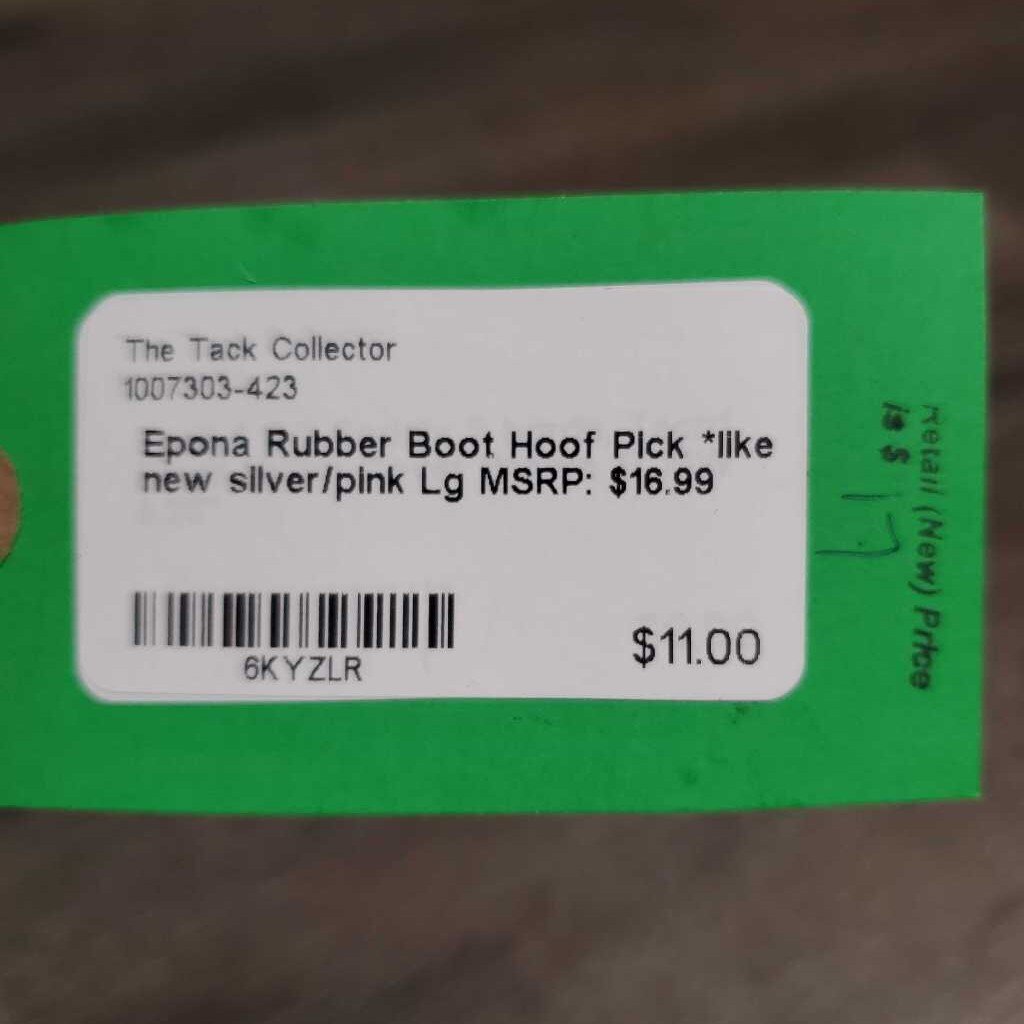 The Tack Collector
1007303-423
Epona Rubber Boot Hoof Pick *like
new silver/pink Lg MSRP: $16.99
6KYZLR
$11.00
Retail (New) Price
is $ 17